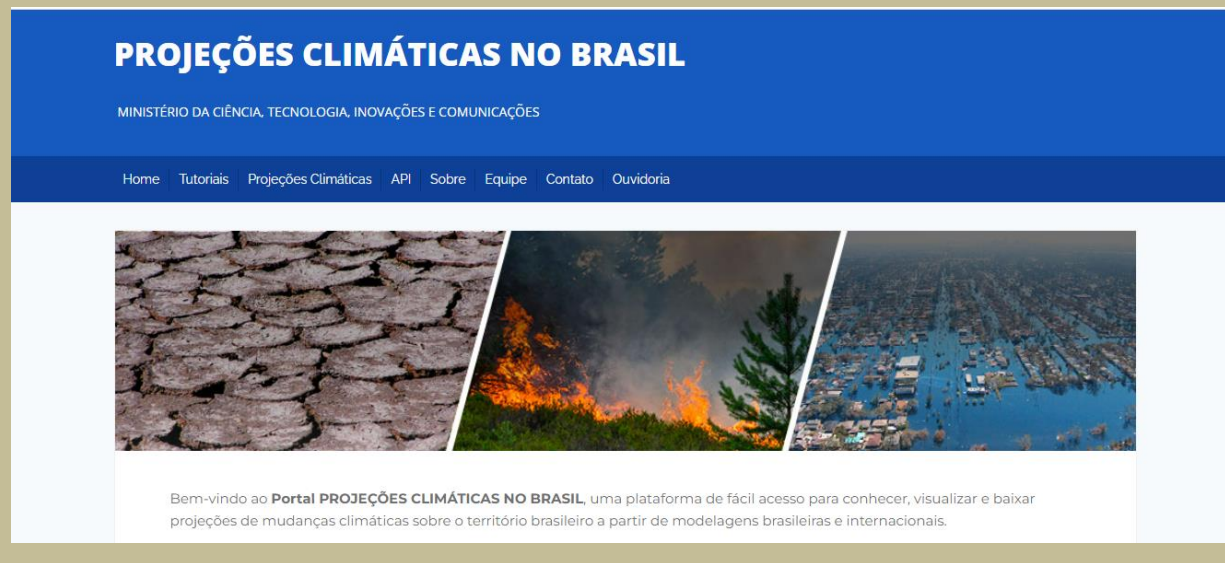 PROJEÇÕES CLIMÁTICAS NO BRASIL
MINISTÉRIO DA CIÊNCIA, TECNOLOGIA, INOVAÇÕES E COMUNICAÇÕES
Home Tutoriais Projeções Climáticas API Sobre Equipe Contato Ouvidoria
Bem-vindo ao Portal PROJEÇÕES CLIMÁTICAS NO BRASIL, uma plataforma de fácil acesso para conhecer, visualizar e baixar
projeções de mudanças climáticas sobre o território brasileiro a partir de modelagens brasileiras e internacionais.